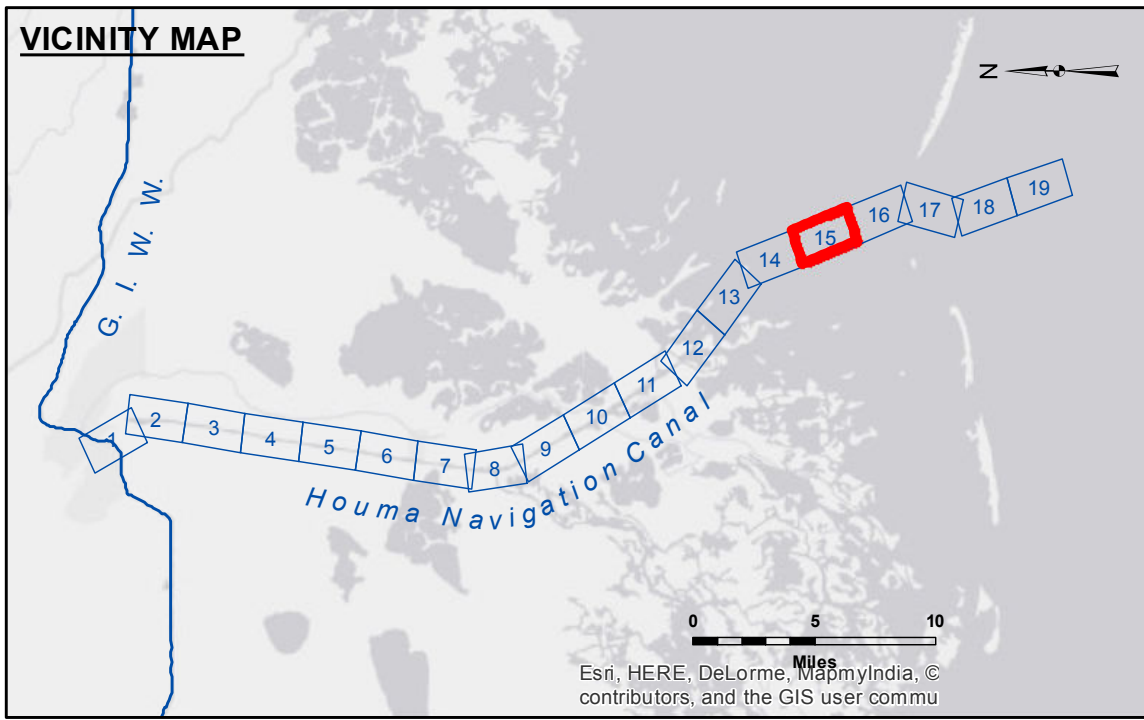 VICINITY MAP
N
G. I. W. W.
1
2
3
4
5
6
7
8
9
10
11
12
13
14
15
16
17
18
19
Houma Navigation Canal
0 5 10
Miles
Esri, HERE, DeLorme, MapmyIndia, ©
contributors, and the GIS user commu